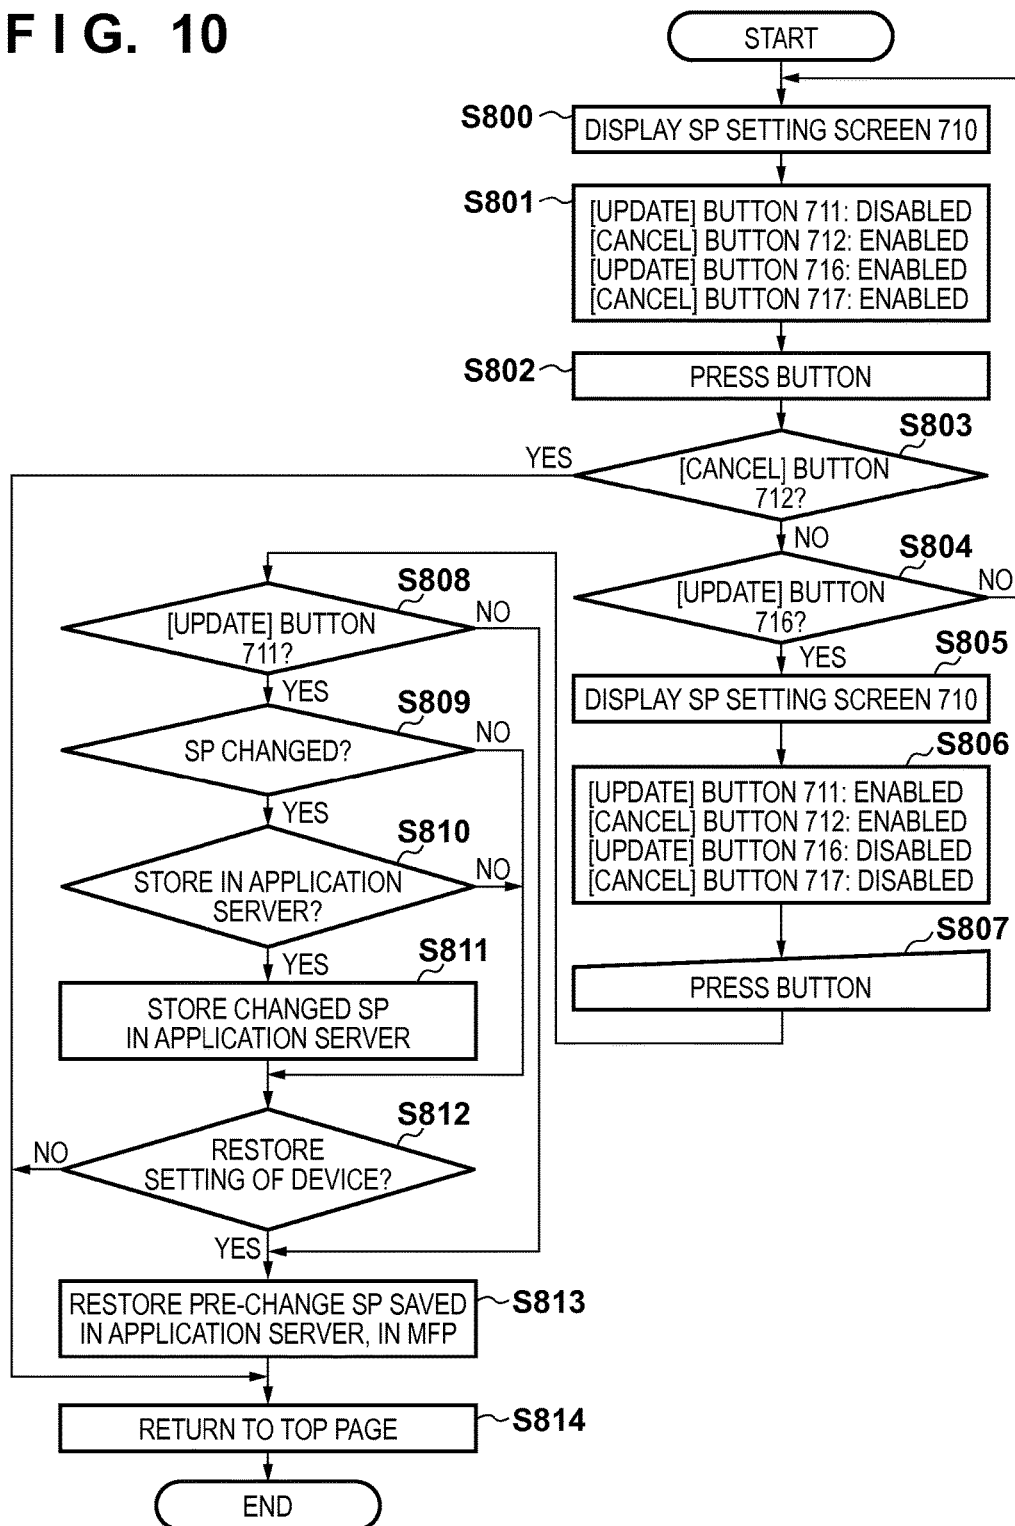 FIG. 10
START
S800
DISPLAY SP SETTING SCREEN 710
S801
[UPDATE] BUTTON 711: DISABLED
[CANCEL] BUTTON 712: ENABLED
[UPDATE] BUTTON 716: ENABLED
[CANCEL] BUTTON 717: ENABLED
S802
PRESS BUTTON
S803
YES
[CANCEL] BUTTON
712?
NO
S804
NO
[UPDATE] BUTTON
716?
YES
S805
DISPLAY SP SETTING SCREEN 710
S806
[UPDATE] BUTTON 711: ENABLED
[CANCEL] BUTTON 712: ENABLED
[UPDATE] BUTTON 716: DISABLED
[CANCEL] BUTTON 717: DISABLED
S807
PRESS BUTTON
S808
NO
[UPDATE] BUTTON
711?
YES
S809
NO
SP CHANGED?
YES
S810
NO
STORE IN APPLICATION
SERVER?
YES
S811
STORE CHANGED SP
IN APPLICATION SERVER
S812
NO
RESTORE
SETTING OF DEVICE?
YES
RESTORE PRE-CHANGE SP SAVED
IN APPLICATION SERVER, IN MFP
S813
RETURN TO TOP PAGE
S814
END